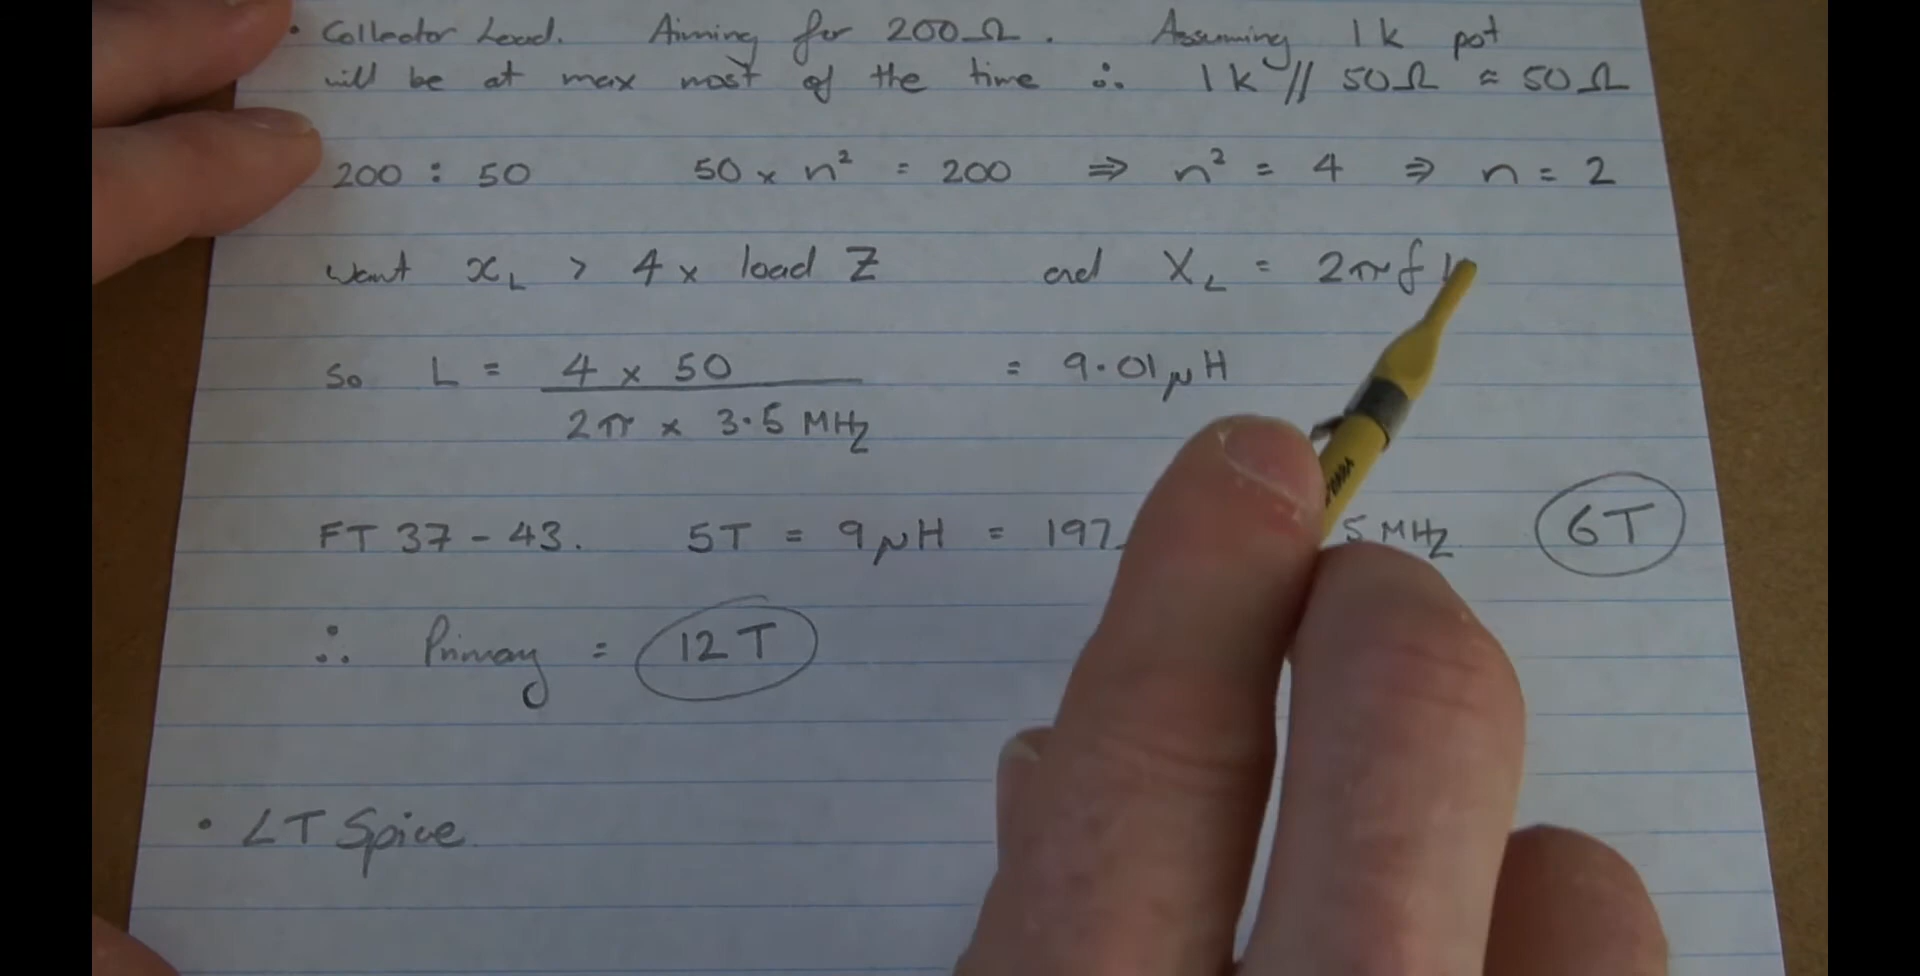 • Collector Load. Aiming for 200Ω. Assuming 1k pot
will be at max most of the time ∴ 1k // 50Ω ≈ 50Ω
200 : 50 50 x n² = 200 ⇒ n² = 4 ⇒ n = 2
Want xL > 4 x load Z and XL = 2πf
So L = 4 x 50 / 2π x 3.5 MHz = 9.01μH
FT 37-43. 5T = 9μH = 197 5 MHz 6T
∴ Primary = 12T
• LT Spice